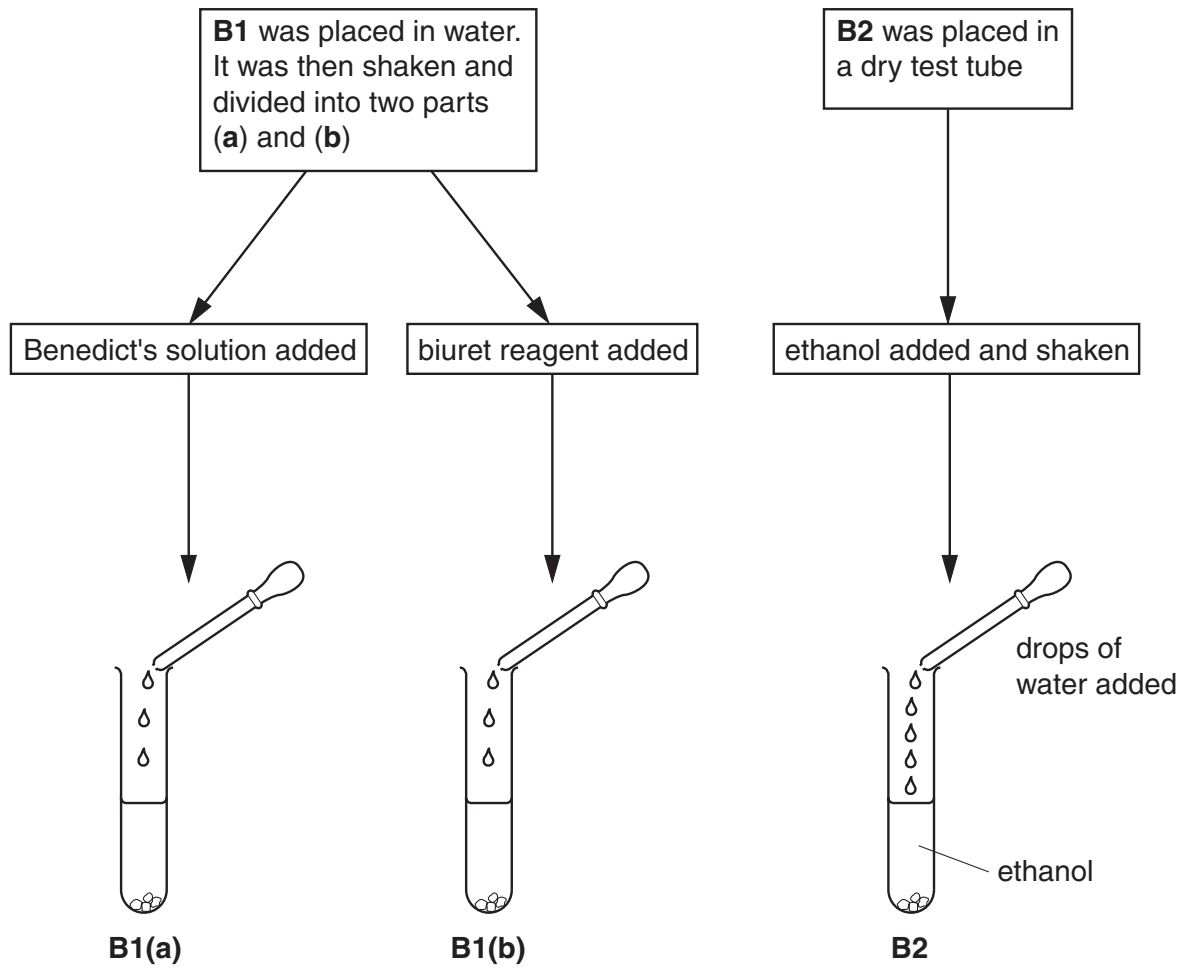 B1 was placed in water.
It was then shaken and
divided into two parts
(a) and (b)
B2 was placed in
a dry test tube
Benedict's solution added
biuret reagent added
ethanol added and shaken
drops of
water added
ethanol
B1(a)
B1(b)
B2